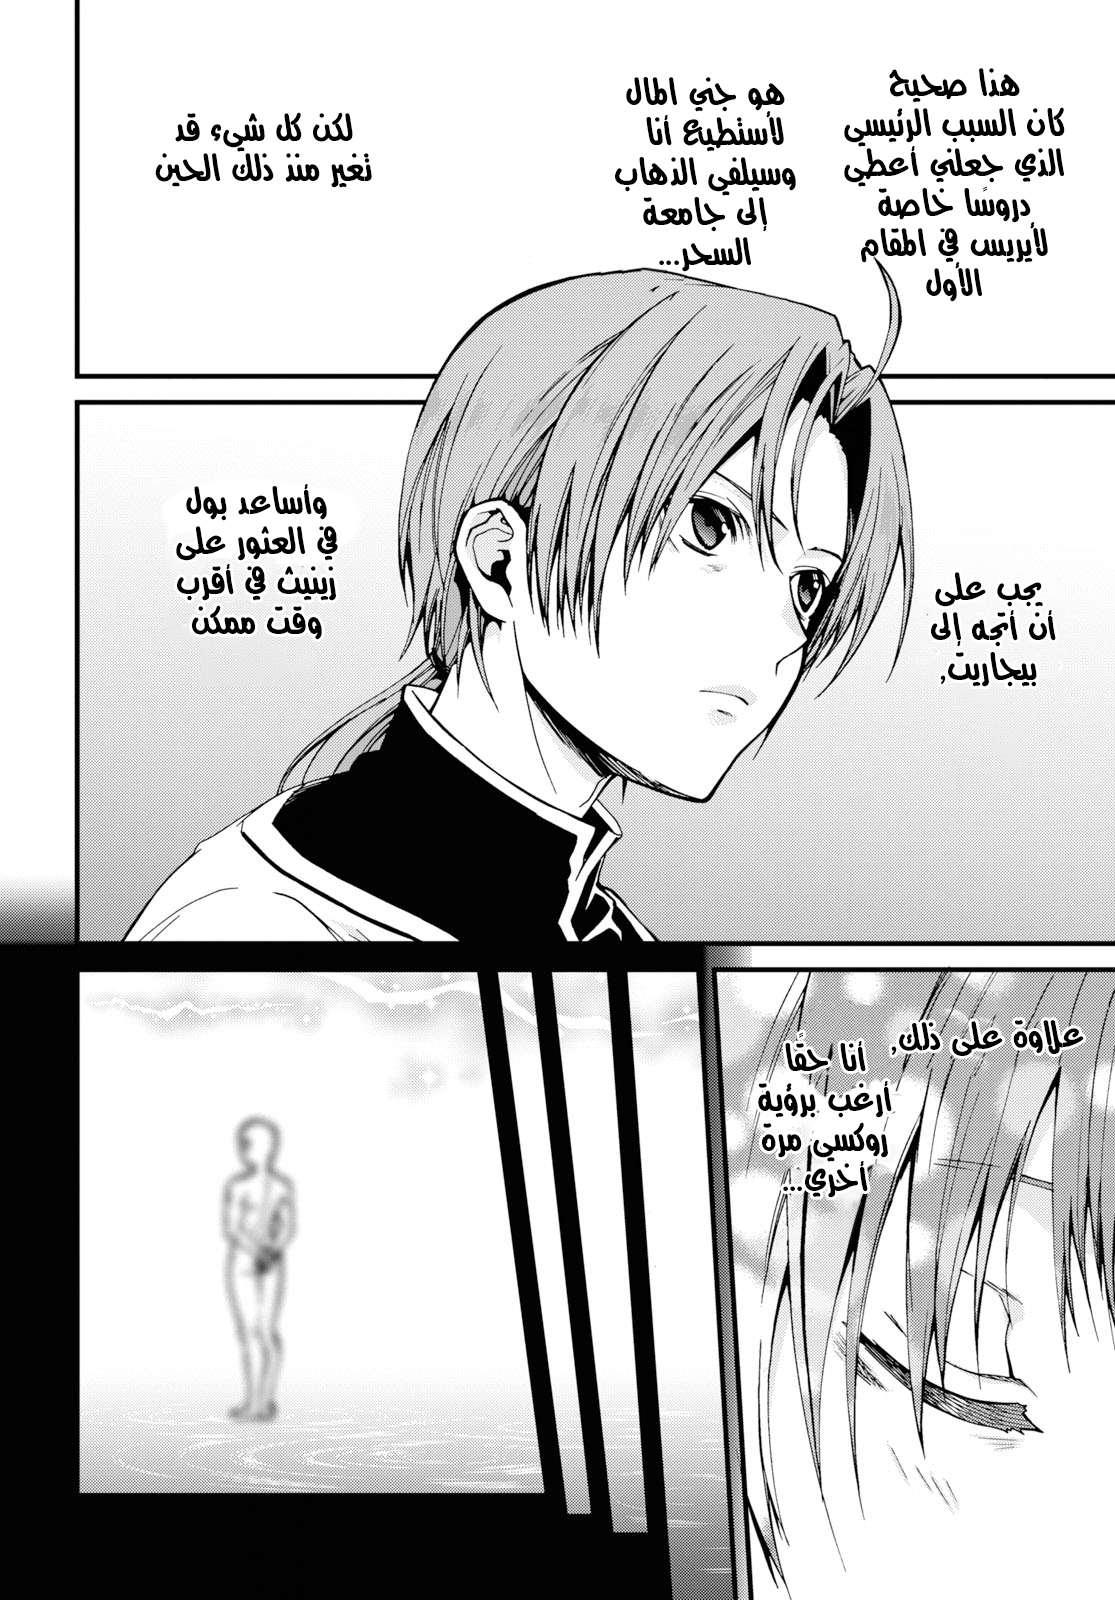 هذا صحيح
كان السبب الرئيسي
الذي جعلني أعطي
دروسًا خاصة
لأيريس في المقام
الأول
هو جني المال
لأستطيع أنا
وسيلفي الذهاب
إلى جامعة
السحر...
لكن كل شيء قد
تغير منذ ذلك الحين
يجب على
أن أتجه إلى
بيجاريت,
وأساعد بول
في العثور على
زينيث في أقرب
وقت ممكن
علاوة على ذلك,
أنا حقًا
أرغب برؤية
روكسي مرة
أخري...